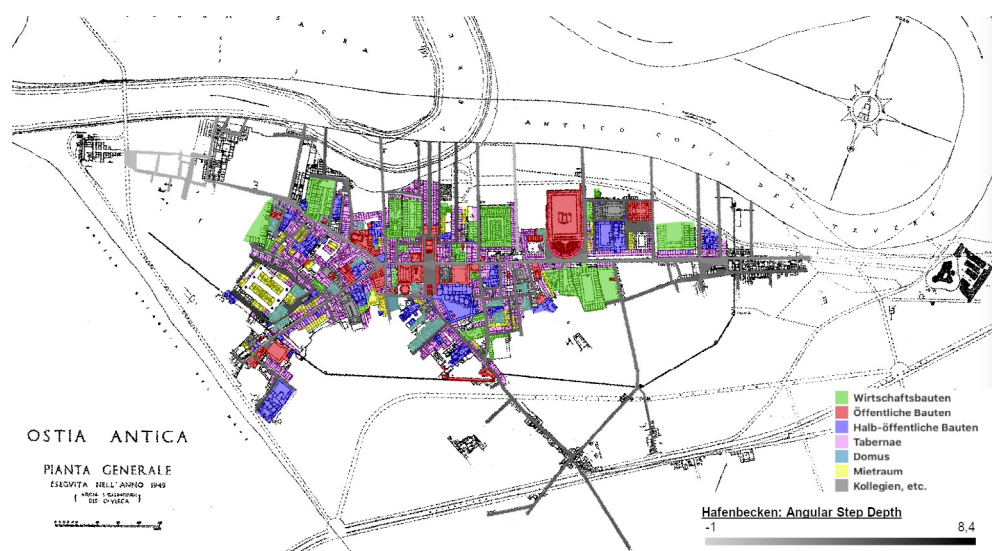 SACRA
ANTICO CORSO DEL TEVERE
OSTIA ANTICA
PIANTA GENERALE
ESEGUITA NELL'ANNO 1949
Wirtschaftsbauten
Öffentliche Bauten
Halb-öffentliche Bauten
Tabernae
Domus
Mietraum
Kollegien, etc.
Hafenbecken: Angular Step Depth
-1 8,4